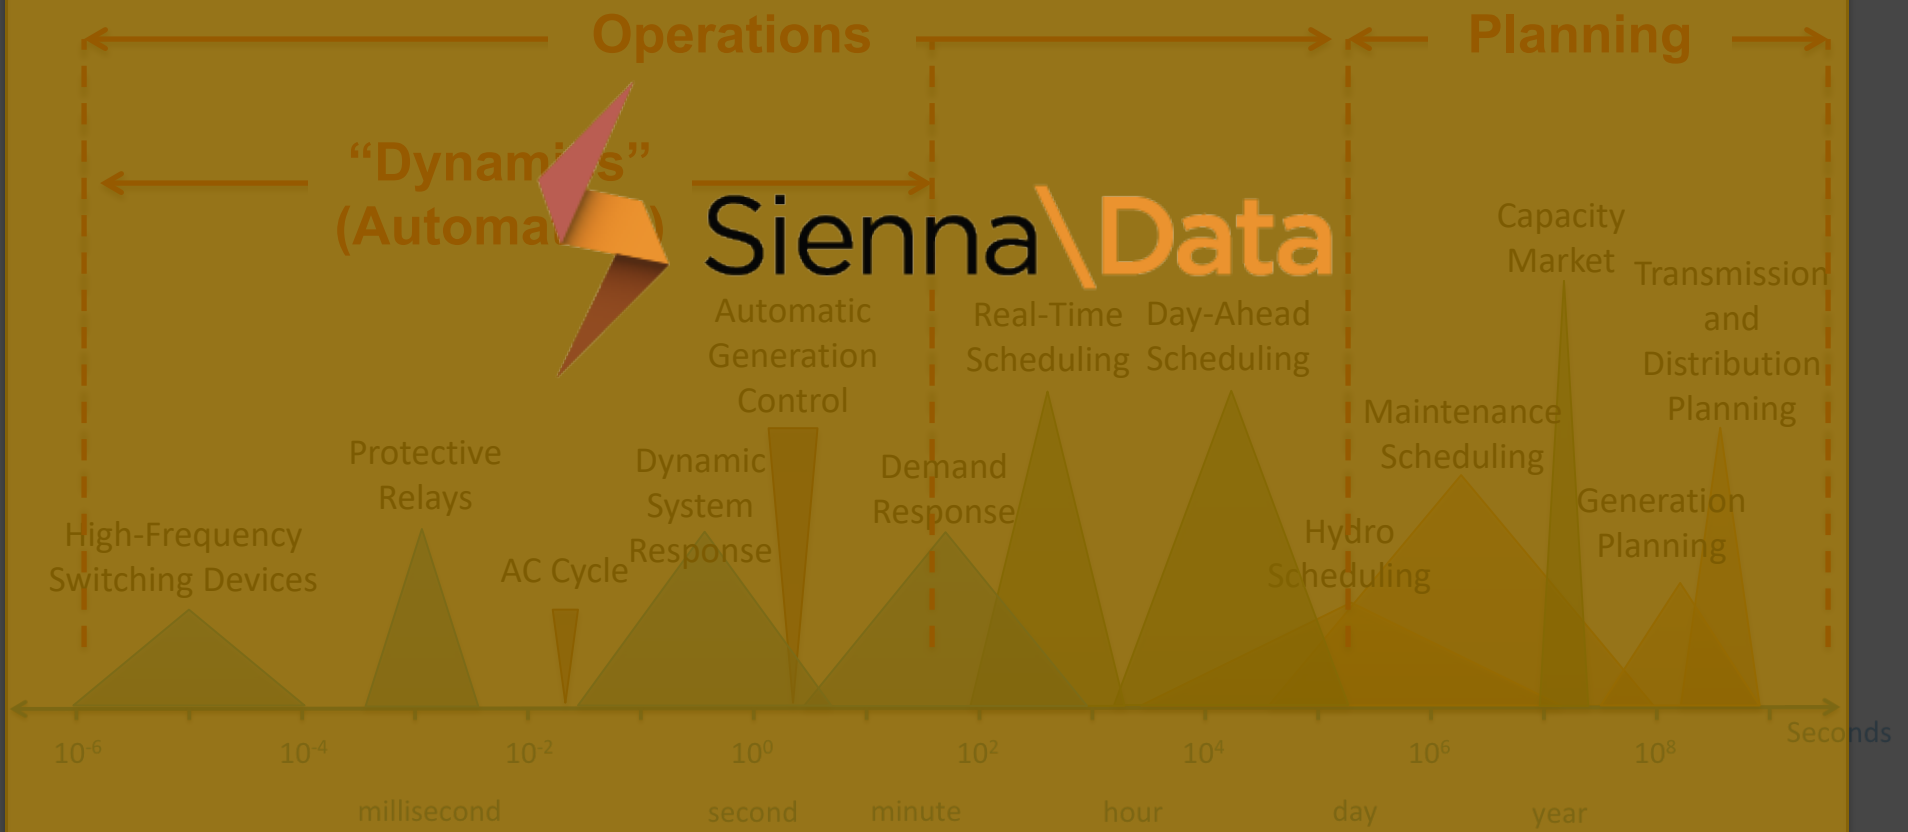 Operations
Planning
“Dynamics”
Sienna\Data
Capacity
Market
Transmission
and
Distribution
Planning
Automatic
Generation
Control
Real-Time
Scheduling
Day-Ahead
Scheduling
Maintenance
Scheduling
Protective
Relays
Dynamic
System
Response
Demand
Response
Generation
Planning
High-Frequency
Switching Devices
AC Cycle
Hydro
Scheduling
10⁻⁶ 10⁻⁴ 10⁻² 10⁰ 10² 10⁴ 10⁶ 10⁸ Seconds
millisecond second minute hour day year